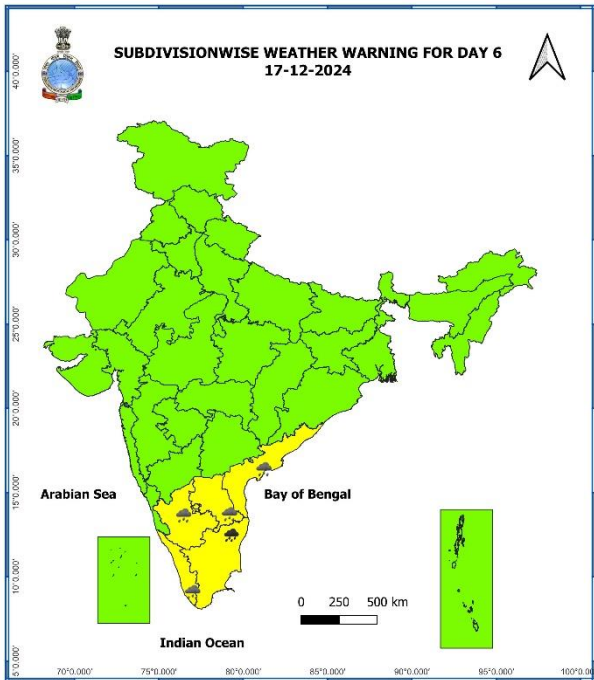 SUBDIVISIONWISE WEATHER WARNING FOR DAY 6
17-12-2024
40°0.000'
35°0.000'
30°0.000'
25°0.000'
20°0.000'
15°0.000'
10°0.000'
5°0.000'
Arabian Sea
Bay of Bengal
0 250 500 km
Indian Ocean
70°0.000' 75°0.000' 80°0.000' 85°0.000' 90°0.000' 95°0.000' 100°0.0